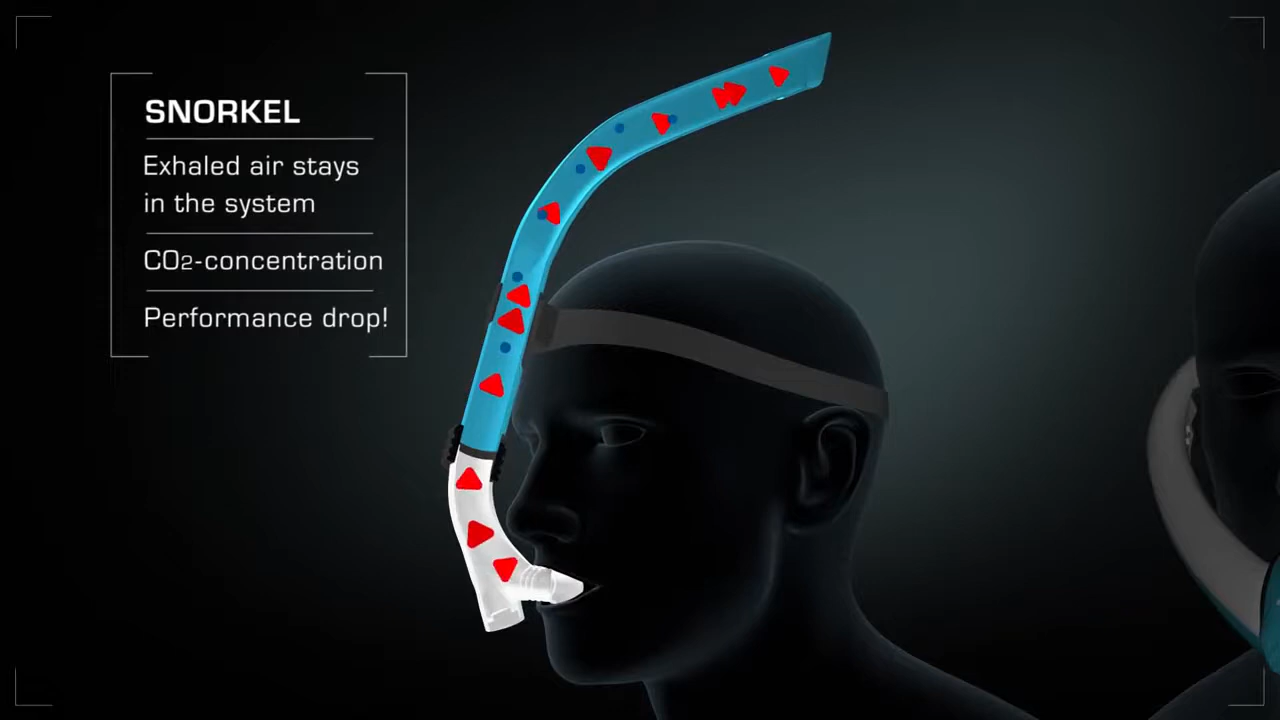 SNORKEL
Exhaled air stays
in the system
CO2-concentration
Performance drop!